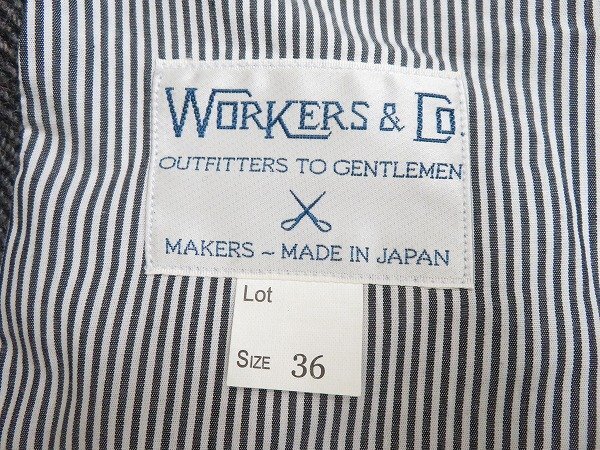 WORKERS & CO
OUTFITTERS TO GENTLEMEN
MAKERS ~ MADE IN JAPAN
Lot
SIZE 36